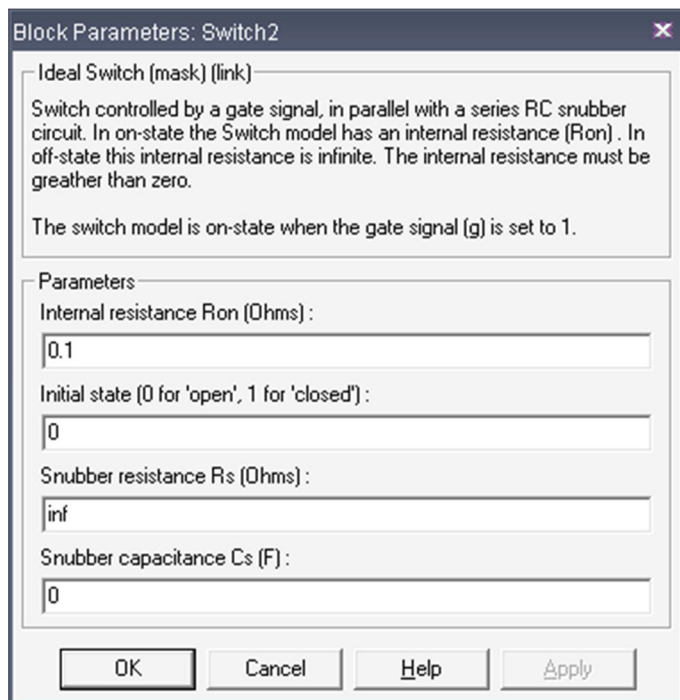 Block Parameters: Switch2
Ideal Switch (mask) (link)
Switch controlled by a gate signal, in parallel with a series RC snubber
circuit. In on-state the Switch model has an internal resistance (Ron) . In
off-state this internal resistance is infinite. The internal resistance must be
greather than zero.
The switch model is on-state when the gate signal (g) is set to 1.
Parameters
Internal resistance Ron (Ohms) :
0.1
Initial state (0 for 'open', 1 for 'closed') :
0
Snubber resistance Rs (Ohms) :
inf
Snubber capacitance Cs (F) :
0
OK Cancel Help Apply